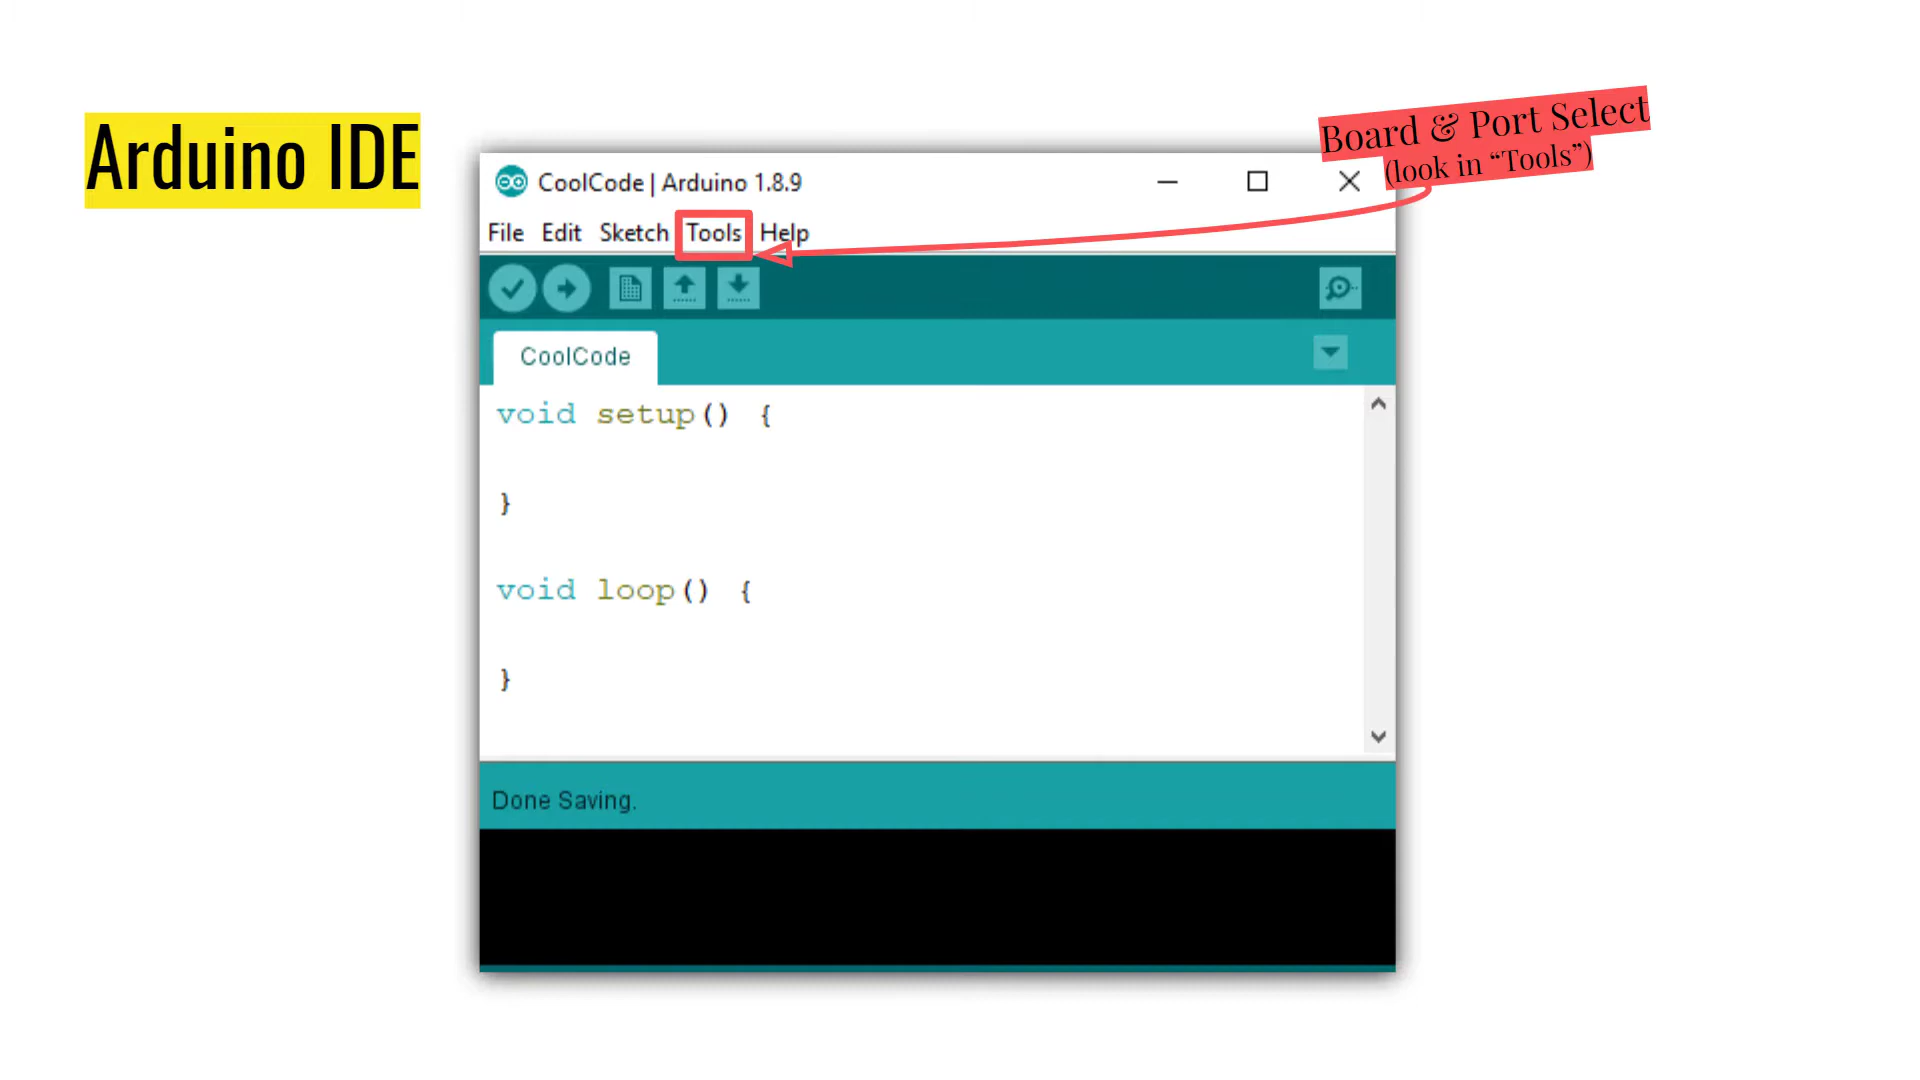 Arduino IDE
Board & Port Select
(look in “Tools”)
CoolCode | Arduino 1.8.9
File Edit Sketch Tools Help
CoolCode
void setup() {
}
void loop() {
}
Done Saving.